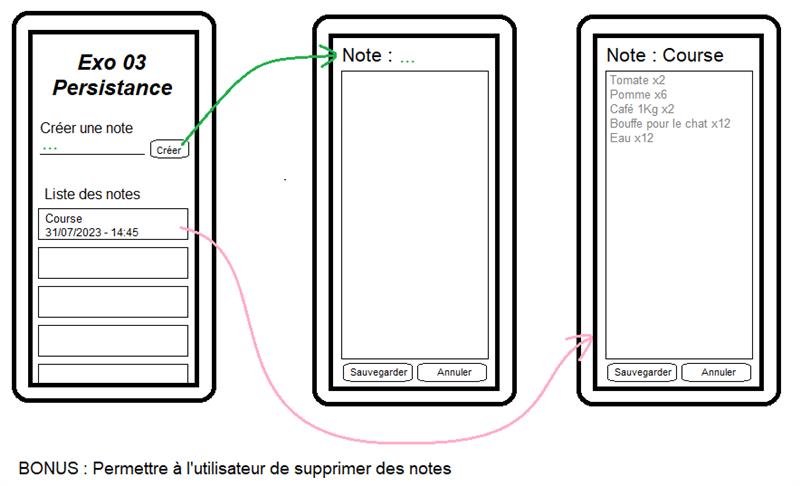 Exo 03
Persistance
Créer une note
...
Créer
Liste des notes
Course
31/07/2023 - 14:45
Note : ...
Sauvegarder
Annuler
Note : Course
Tomate x2
Pomme x6
Café 1Kg x2
Bouffe pour le chat x12
Eau x12
Sauvegarder
Annuler
BONUS : Permettre à l'utilisateur de supprimer des notes